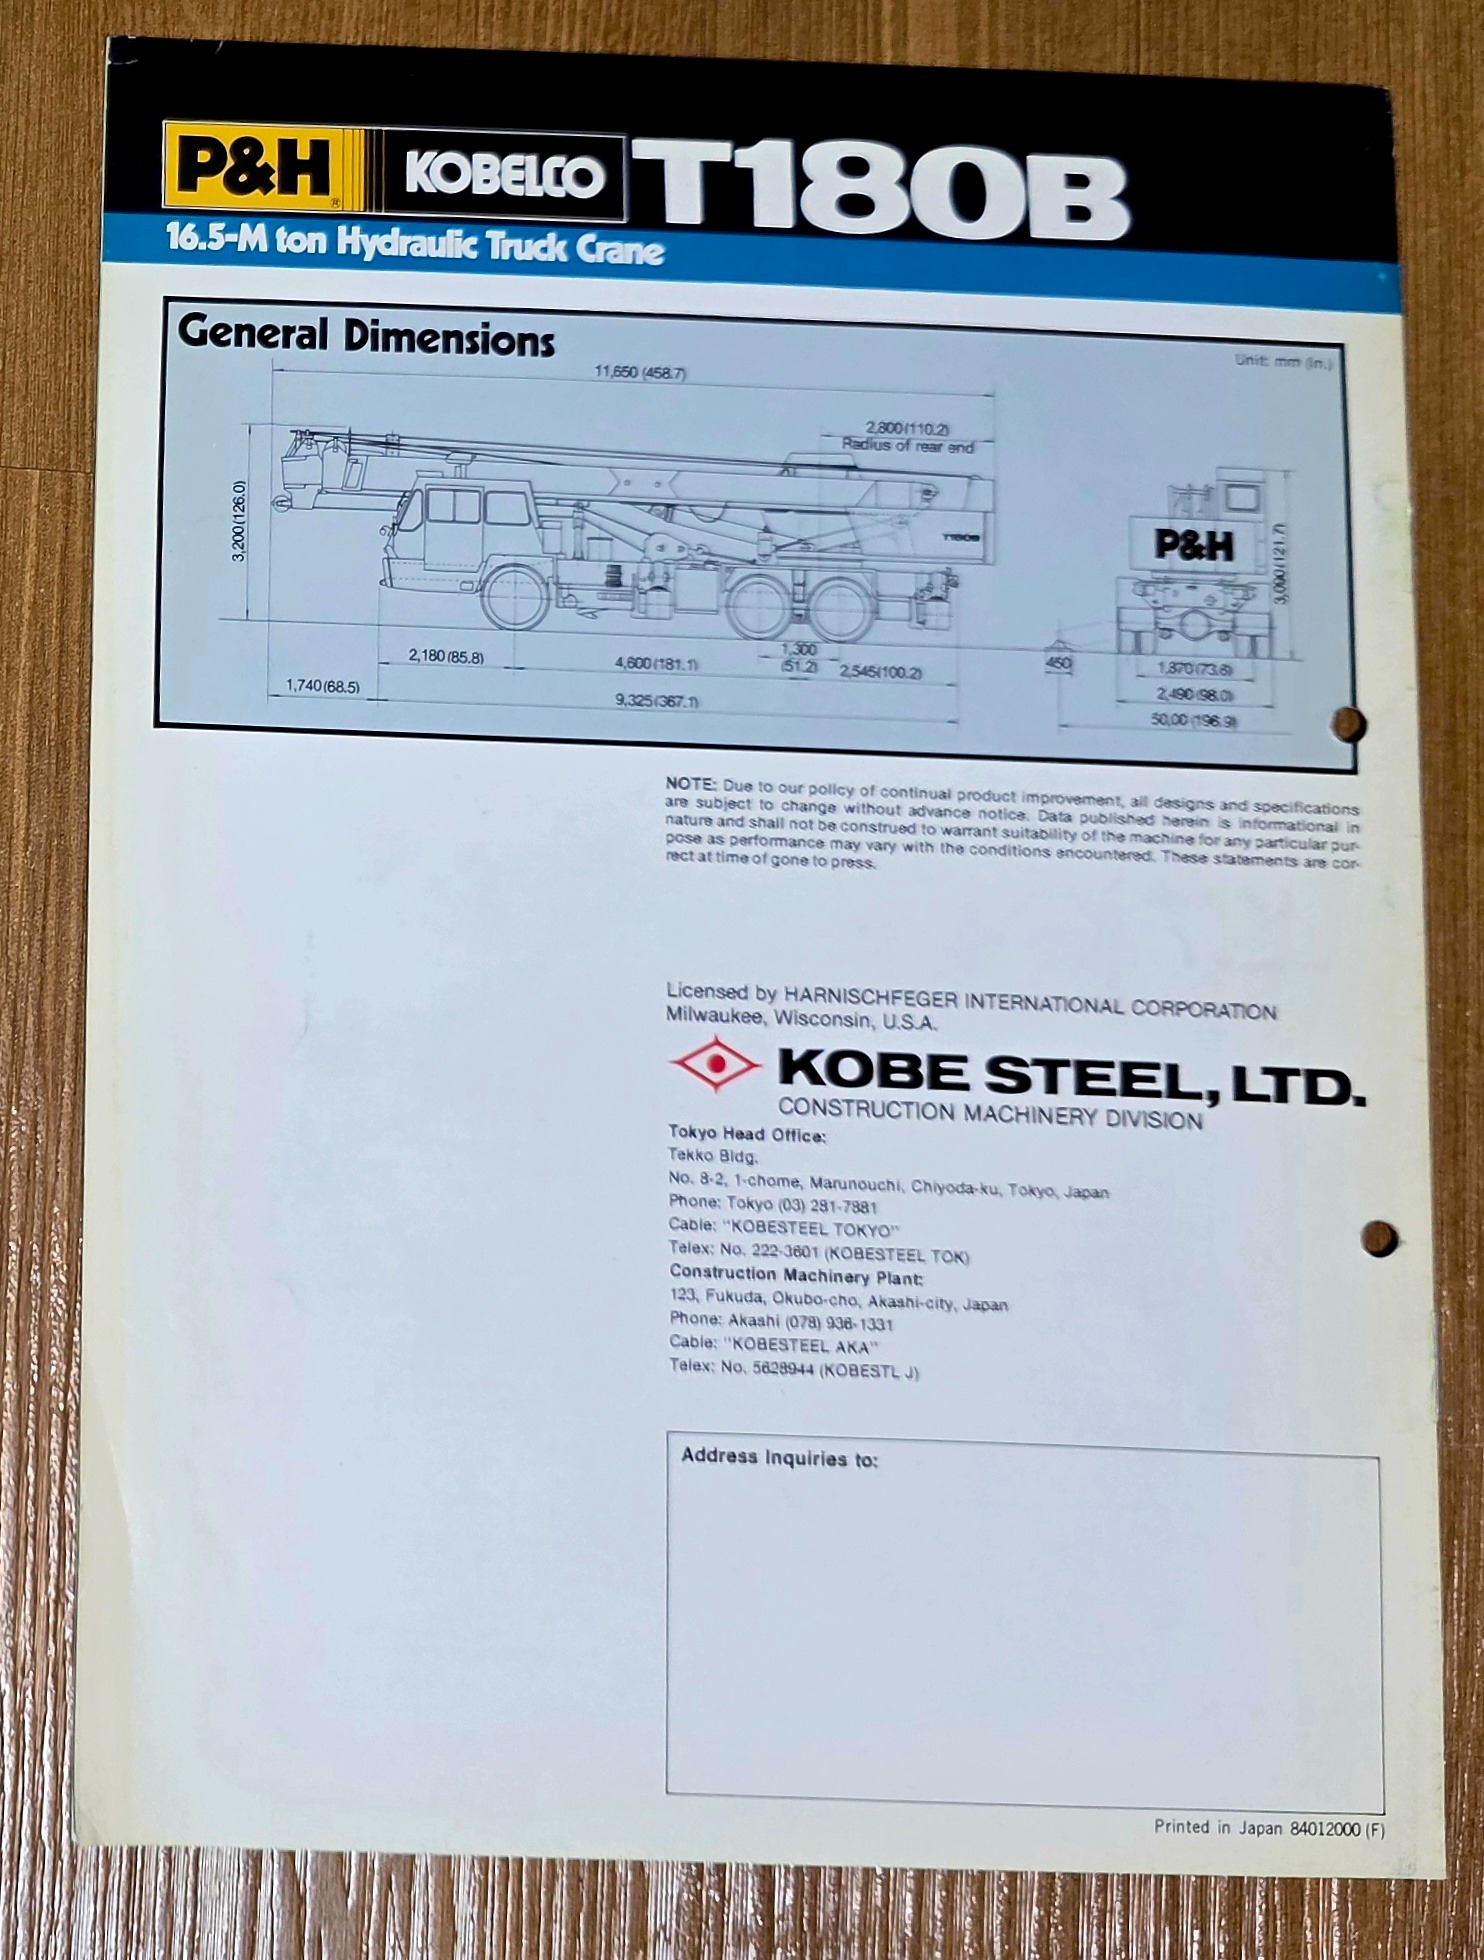 P&H
KOBELCO
T180B
16.5-M ton Hydraulic Truck Crane
General Dimensions
Unit: mm (in.)
11,650 (458.7)
2,800 (110.2)
Radius of rear end
3,200 (126.0)
T180B
P&H
3,090 (121.7)
2,180 (85.8)
4,600 (181.1)
1,300
(51.2)
2,545 (100.2)
450
1,870 (73.6)
1,740 (68.5)
9,325 (367.1)
2,490 (98.0)
50,00 (196.9)
NOTE: Due to our policy of continual product improvement, all designs and specifications
are subject to change without advance notice. Data published herein is informational in
nature and shall not be construed to warrant suitability of the machine for any particular pur-
pose as performance may vary with the conditions encountered. These statements are cor-
rect at time of gone to press.
Licensed by HARNISCHFEGER INTERNATIONAL CORPORATION
Milwaukee, Wisconsin, U.S.A.
KOBE STEEL, LTD.
CONSTRUCTION MACHINERY DIVISION
Tokyo Head Office:
Tekko Bldg.
No. 8-2, 1-chome, Marunouchi, Chiyoda-ku, Tokyo, Japan
Phone: Tokyo (03) 281-7881
Cable: "KOBESTEEL TOKYO"
Telex: No. 222-3601 (KOBESTEEL TOK)
Construction Machinery Plant:
123, Fukuda, Okubo-cho, Akashi-city, Japan
Phone: Akashi (078) 936-1331
Cable: "KOBESTEEL AKA"
Telex: No. 5628944 (KOBESTL J)
Address Inquiries to:
Printed in Japan 84012000 (F)